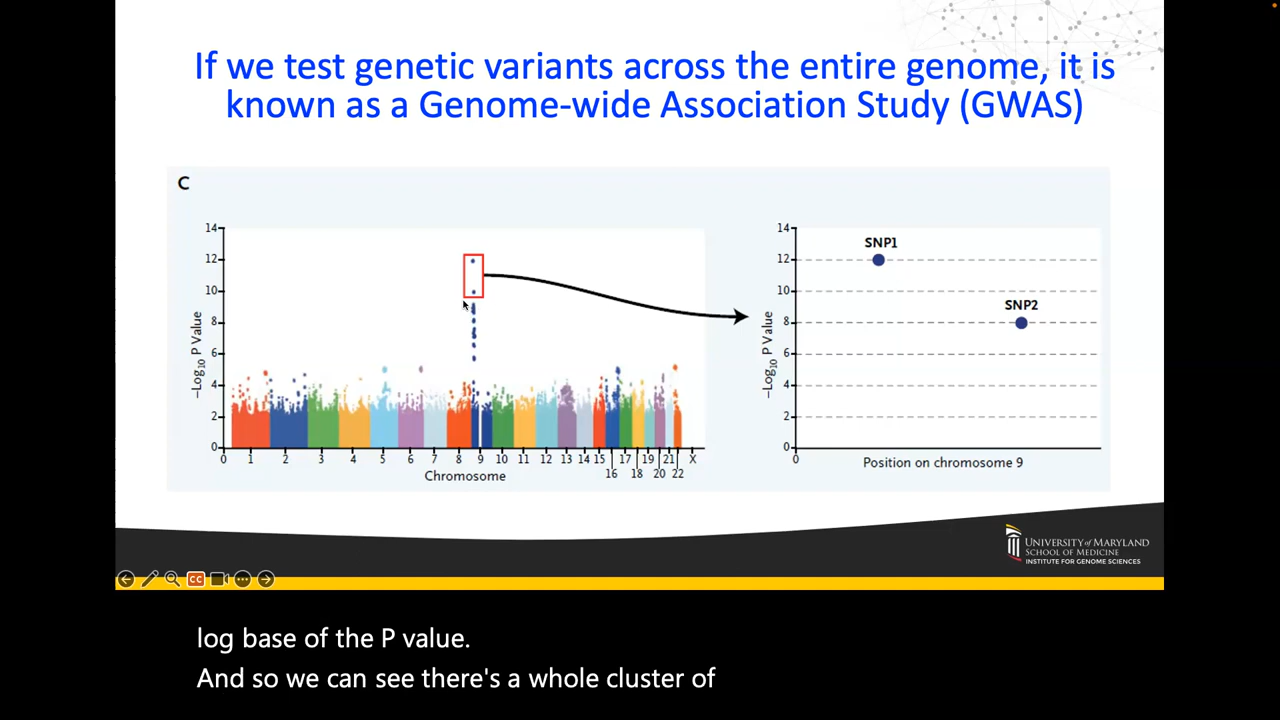 If we test genetic variants across the entire genome, it is
known as a Genome-wide Association Study (GWAS)
C
14
12
10
8
6
4
2
0
–Log10 P Value
0 1 2 3 4 5 6 7 8 9 10 11 12 13 14 15 17 19 21 X
16 18 20 22
Chromosome
14
12
10
8
6
4
2
0
–Log10 P Value
SNP1
SNP2
0
Position on chromosome 9
UNIVERSITY of MARYLAND
SCHOOL OF MEDICINE
INSTITUTE FOR GENOME SCIENCES
CC
log base of the P value.
And so we can see there's a whole cluster of